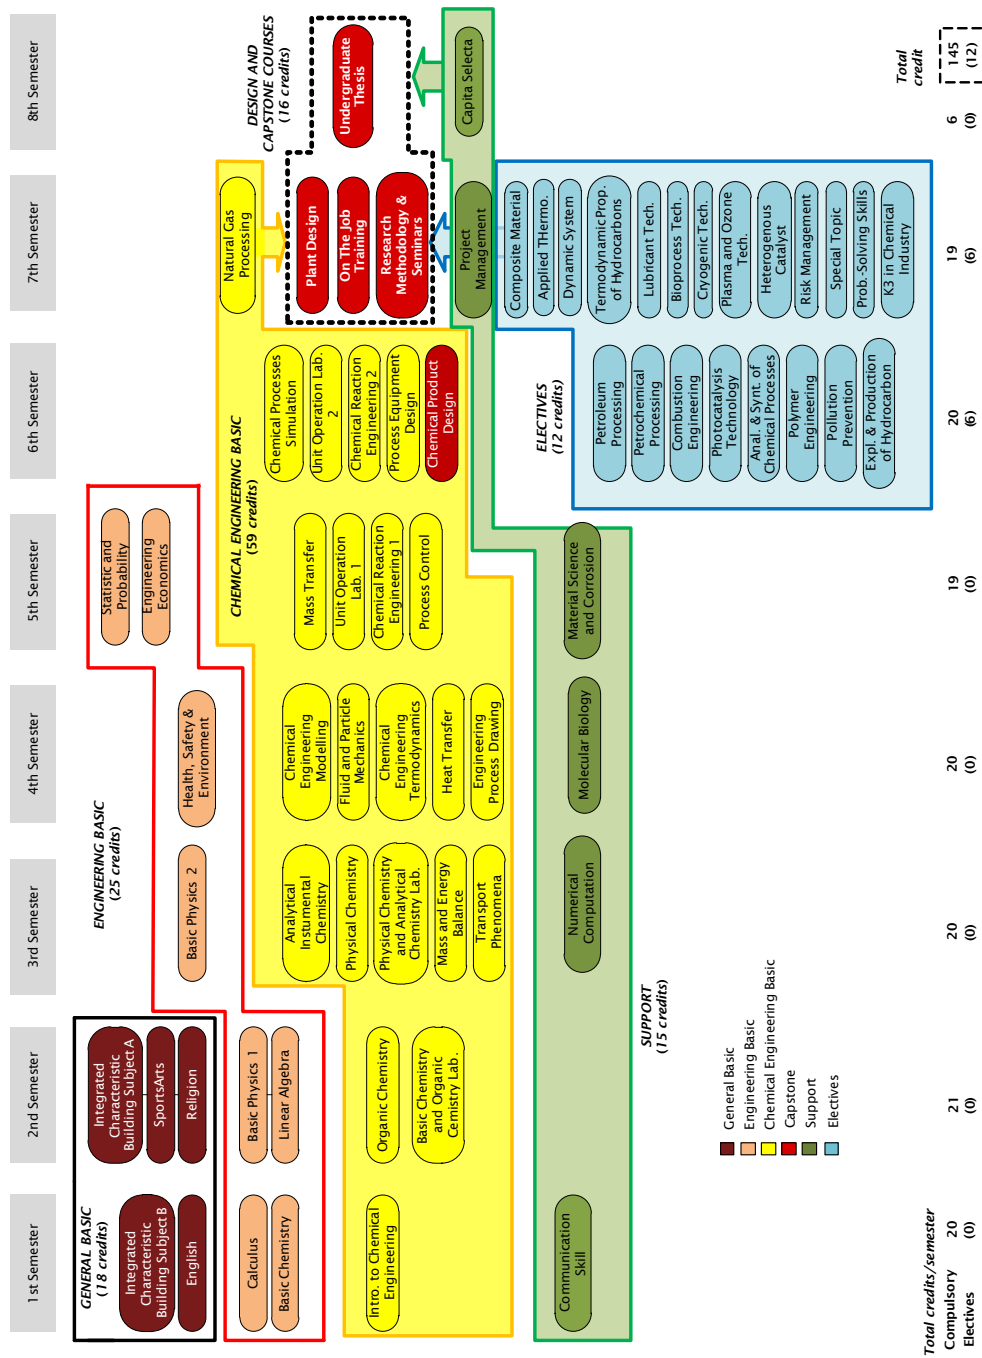 1st Semester
2nd Semester
3rd Semester
4th Semester
5th Semester
6th Semester
7th Semester
8th Semester
GENERAL BASIC
(18 credits)
Integrated
Characteristic
Building Subject B
English
Integrated
Characteristic
Building Subject A
SportsArts
Religion
ENGINEERING BASIC
(25 credits)
Calculus
Basic Chemistry
Basic Physics 1
Linear Algebra
Basic Physics 2
Health, Safety &
Environment
Statistic and
Probability
Engineering
Economics
CHEMICAL ENGINEERING BASIC
(59 credits)
Intro. to Chemical
Engineering
Organic Chemistry
Basic Chemistry
and Organic
Cemistry Lab.
Analytical
Instumental
Chemistry
Physical Chemistry
Physical Chemistry
and Analytical
Chemistry Lab.
Mass and Energy
Balance
Transport
Phenomena
Chemical
Engineering
Modelling
Fluid and Particle
Mechanics
Chemical
Engineering
Termodynamics
Heat Transfer
Engineering
Process Drawing
Mass Transfer
Unit Operation
Lab. 1
Chemical Reaction
Engineering 1
Process Control
Chemical Processes
Simulation
Unit Operation Lab.
2
Chemical Reaction
Engineering 2
Process Equipment
Design
Chemical Product
Design
Natural Gas
Processing
DESIGN AND
CAPSTONE COURSES
(16 credits)
Plant Design
On The Job
Training
Research
Methodology &
Seminars
Undergraduate
Thesis
SUPPORT
(15 credits)
Communication
Skill
Numerical
Computation
Molecular Biology
Material Science
and Corrosion
Project
Management
Capita Selecta
ELECTIVES
(12 credits)
Petroleum
Processing
Petrochemical
Processing
Combustion
Engineering
Photocatalysis
Technology
Anal. & Synt. of
Chemical Processes
Polymer
Engineering
Pollution
Prevention
Expl. & Production
of Hydrocarbon
Composite Material
Applied THermo.
Dynamic System
Termodynamic Prop.
of Hydrocarbons
Lubricant Tech.
Bioprocess Tech.
Cryogenic Tech.
Plasma and Ozone
Tech.
Heterogenous
Catalyst
Risk Management
Special Topic
Prob.-Solving Skills
K3 in Chemical
Industry
General Basic
Engineering Basic
Chemical Engineering Basic
Capstone
Support
Electives
Total credits/semester
Total
credit
Compulsory 20 21 20 20 19 20 19 6 145
Electives (0) (0) (0) (0) (0) (6) (6) (0) (12)